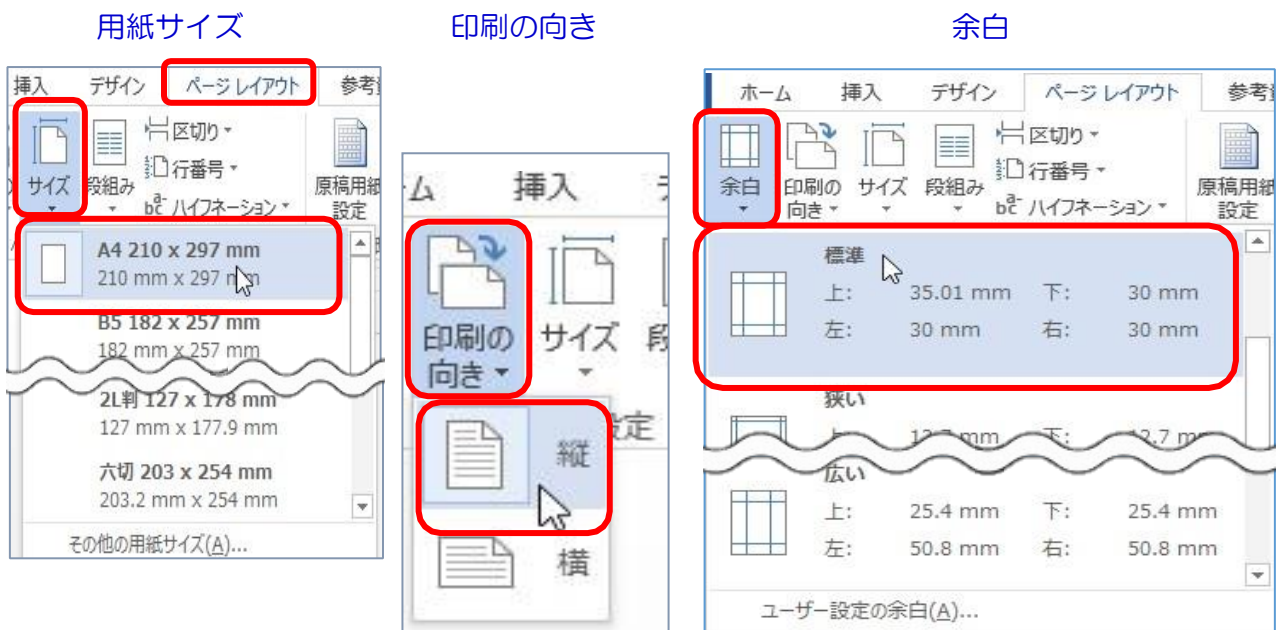 用紙サイズ
挿入 デザイン ページ レイアウト 参考
サイズ
段組み
区切り
行番号
ハイフネーション
原稿用紙
設定
A4 210 x 297 mm
210 mm x 297 mm
B5 182 x 257 mm
182 mm x 257 mm
2L判 127 x 178 mm
127 mm x 177.9 mm
六切 203 x 254 mm
203.2 mm x 254 mm
その他の用紙サイズ(A)...
印刷の向き
挿入
印刷の
向き
サイズ
縦
横
余白
ホーム 挿入 デザイン ページ レイアウト 参考
余白
印刷の
向き
サイズ
段組み
区切り
行番号
ハイフネーション
原稿用紙
設定
標準
上: 35.01 mm 下: 30 mm
左: 30 mm 右: 30 mm
狭い
広い
上: 25.4 mm 下: 25.4 mm
左: 50.8 mm 右: 50.8 mm
ユーザー設定の余白(A)...